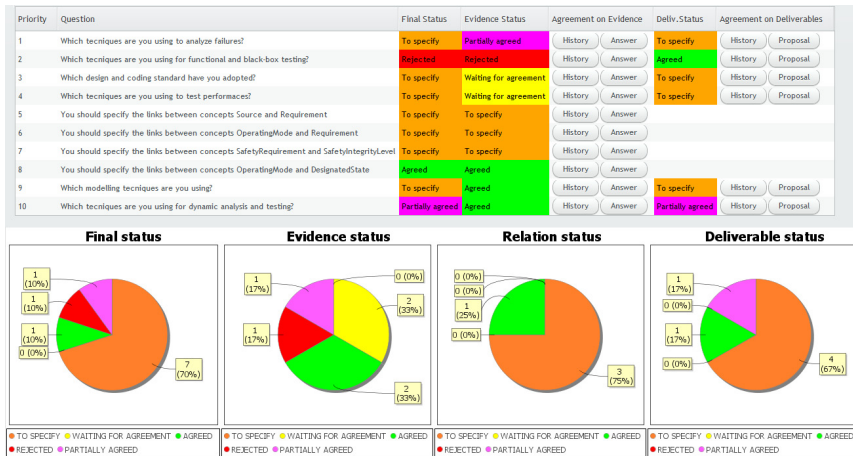 Priority Question Final Status Evidence Status Agreement on Evidence Deliv.Status Agreement on Deliverables
1 Which tecniques are you using to analyze failures? To specify Partially agreed History Answer To specify History Proposal
2 Which tecniques are you using for functional and black-box testing? Rejected Rejected History Answer Agreed History Proposal
3 Which design and coding standard have you adopted? To specify Waiting for agreement History Answer To specify History Proposal
4 Which tecniques are you using to test performaces? To specify Waiting for agreement History Answer To specify History Proposal
5 You should specify the links between concepts Source and Requirement To specify To specify History Answer
6 You should specify the links between concepts OperatingMode and Requirement To specify To specify History Answer
7 You should specify the links between concepts SafetyRequirement and SafetyIntegrityLevel To specify To specify History Answer
8 You should specify the links between concepts OperatingMode and DesignatedState Agreed Agreed History Answer
9 Which modelling tecniques are you using? To specify Agreed History Answer To specify History Proposal
10 Which tecniques are you using for dynamic analysis and testing? Partially agreed Agreed History Answer Partially agreed History Proposal
Final status
1
(10%)
1
(10%)
1
(10%)
0 (0%)
7
(70%)
TO SPECIFY WAITING FOR AGREEMENT AGREED
REJECTED PARTIALLY AGREED
Evidence status
1
(17%)
0 (0%)
2
(33%)
1
(17%)
2
(33%)
TO SPECIFY WAITING FOR AGREEMENT AGREED
REJECTED PARTIALLY AGREED
Relation status
0 (0%)
0 (0%)
1
(25%)
0 (0%)
3
(75%)
TO SPECIFY WAITING FOR AGREEMENT AGREED
REJECTED PARTIALLY AGREED
Deliverable status
1
(17%)
0 (0%)
1
(17%)
0 (0%)
4
(67%)
TO SPECIFY WAITING FOR AGREEMENT AGREED
REJECTED PARTIALLY AGREED